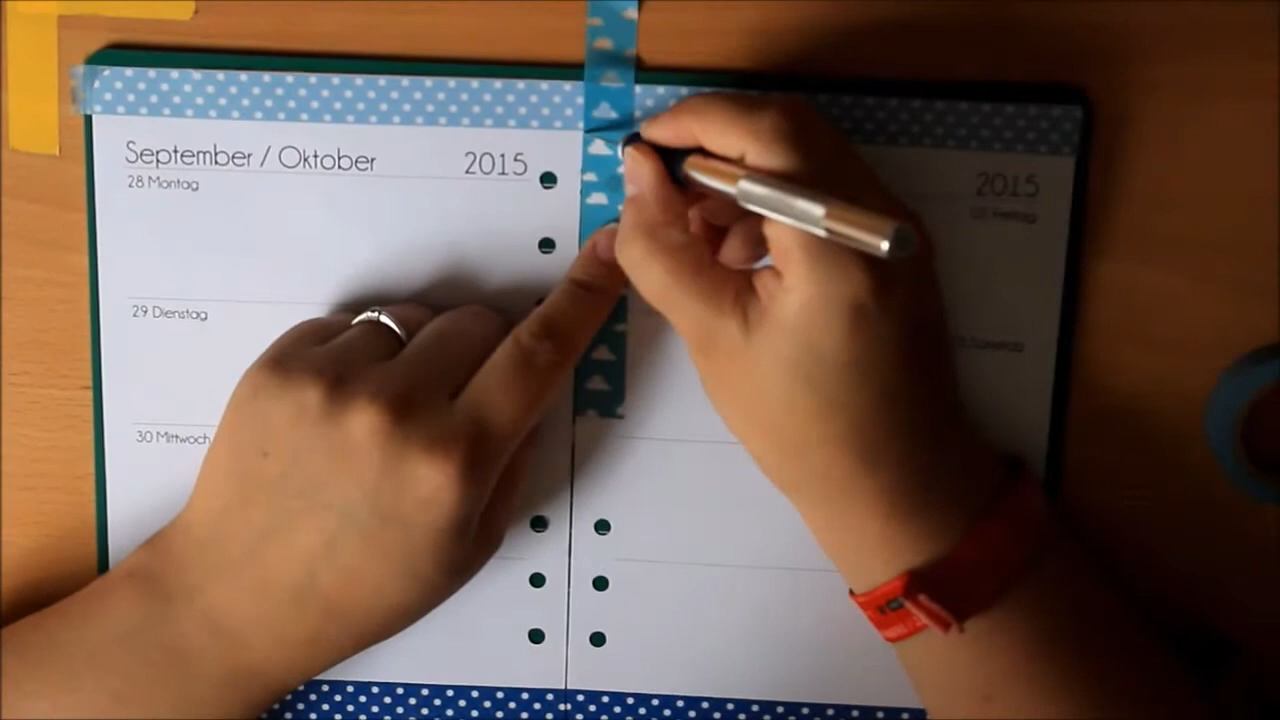 September / Oktober 2015
28 Montag
29 Dienstag
30 Mittwoch
2015